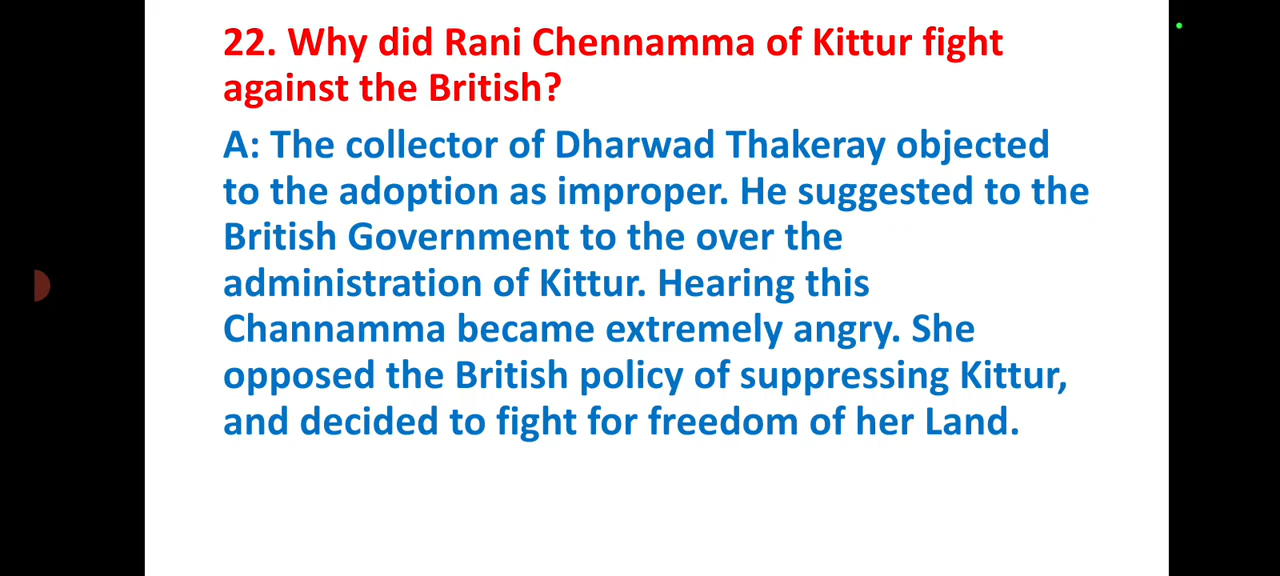 22. Why did Rani Chennamma of Kittur fight
against the British?
A: The collector of Dharwad Thakeray objected
to the adoption as improper. He suggested to the
British Government to the over the
administration of Kittur. Hearing this
Channamma became extremely angry. She
opposed the British policy of suppressing Kittur,
and decided to fight for freedom of her Land.